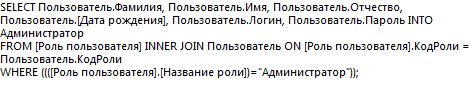 SELECT Пользователь.Фамилия, Пользователь.Имя, Пользователь.Отчество,
Пользователь.[Дата рождения], Пользователь.Логин, Пользователь.Пароль INTO
Администратор
FROM [Роль пользователя] INNER JOIN Пользователь ON [Роль пользователя].КодРоли =
Пользователь.КодРоли
WHERE ((([Роль пользователя].[Название роли])="Администратор"));